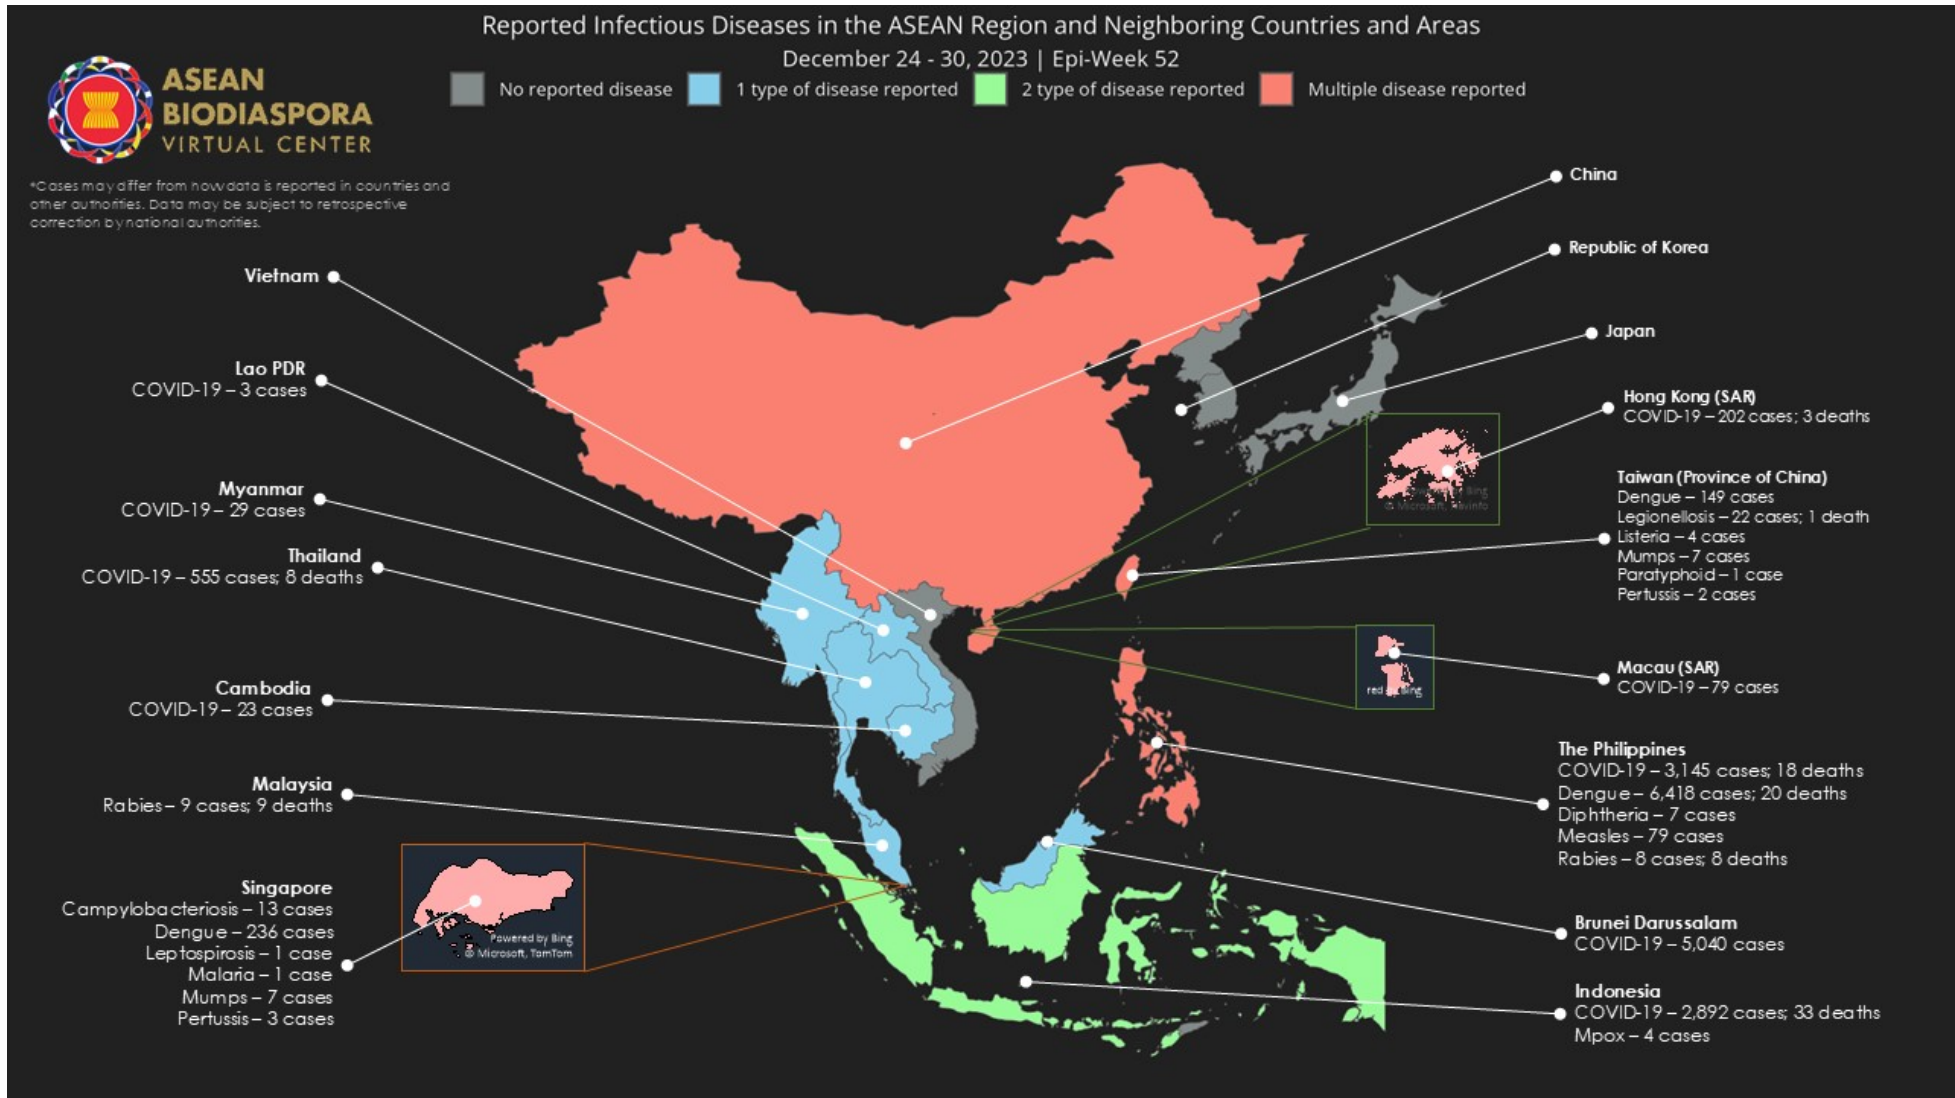 Reported Infectious Diseases in the ASEAN Region and Neighboring Countries and Areas
December 24 - 30, 2023 | Epi-Week 52
No reported disease
1 type of disease reported
2 type of disease reported
Multiple disease reported
ASEAN
BIODIASPORA
VIRTUAL CENTER
*Cases may differ from how data is reported in countries and
other authorities. Data may be subject to retrospective
correction by national authorities.
Vietnam
Lao PDR
COVID-19 – 3 cases
Myanmar
COVID-19 – 29 cases
Thailand
COVID-19 – 555 cases; 8 deaths
Cambodia
COVID-19 – 23 cases
Malaysia
Rabies – 9 cases; 9 deaths
Singapore
Campylobacteriosis – 13 cases
Dengue – 236 cases
Leptospirosis – 1 case
Malaria – 1 case
Mumps – 7 cases
Pertussis – 3 cases
Powered by Bing
© Microsoft, TomTom
China
Republic of Korea
Japan
Hong Kong (SAR)
COVID-19 – 202 cases; 3 deaths
Bing
© Microsoft, Navinfo
Taiwan (Province of China)
Dengue – 149 cases
Legionellosis – 22 cases; 1 death
Listeria – 4 cases
Mumps – 7 cases
Paratyphoid – 1 case
Pertussis – 2 cases
Macau (SAR)
COVID-19 – 79 cases
red Bing
The Philippines
COVID-19 – 3,145 cases; 18 deaths
Dengue – 6,418 cases; 20 deaths
Diphtheria – 7 cases
Measles – 79 cases
Rabies – 8 cases; 8 deaths
Brunei Darussalam
COVID-19 – 5,040 cases
Indonesia
COVID-19 – 2,892 cases; 33 deaths
Mpox – 4 cases